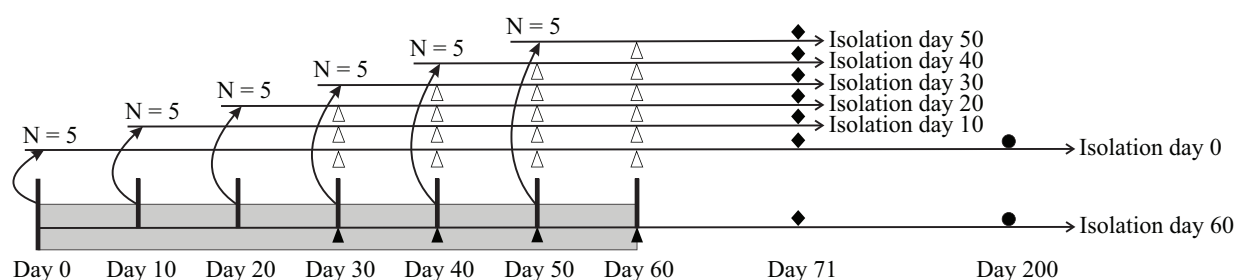 N = 5
Isolation day 50
N = 5
Isolation day 40
N = 5
Isolation day 30
N = 5
Isolation day 20
N = 5
Isolation day 10
N = 5
Isolation day 0
Isolation day 60
Day 0 Day 10 Day 20 Day 30 Day 40 Day 50 Day 60 Day 71 Day 200